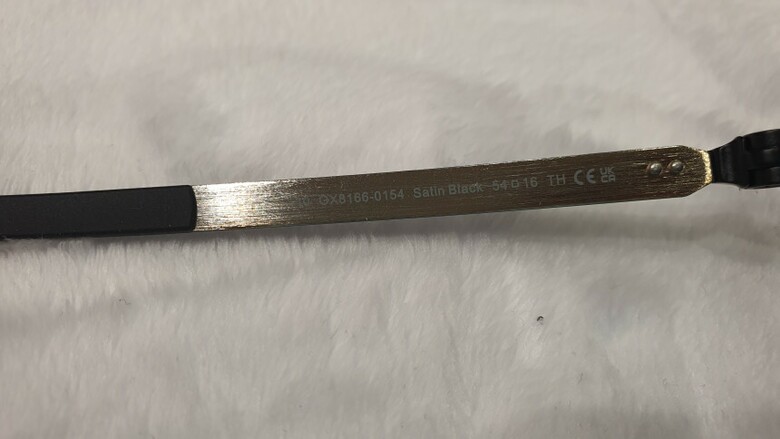 OX8166-0154 Satin Black 54□16 TH CE UKCA